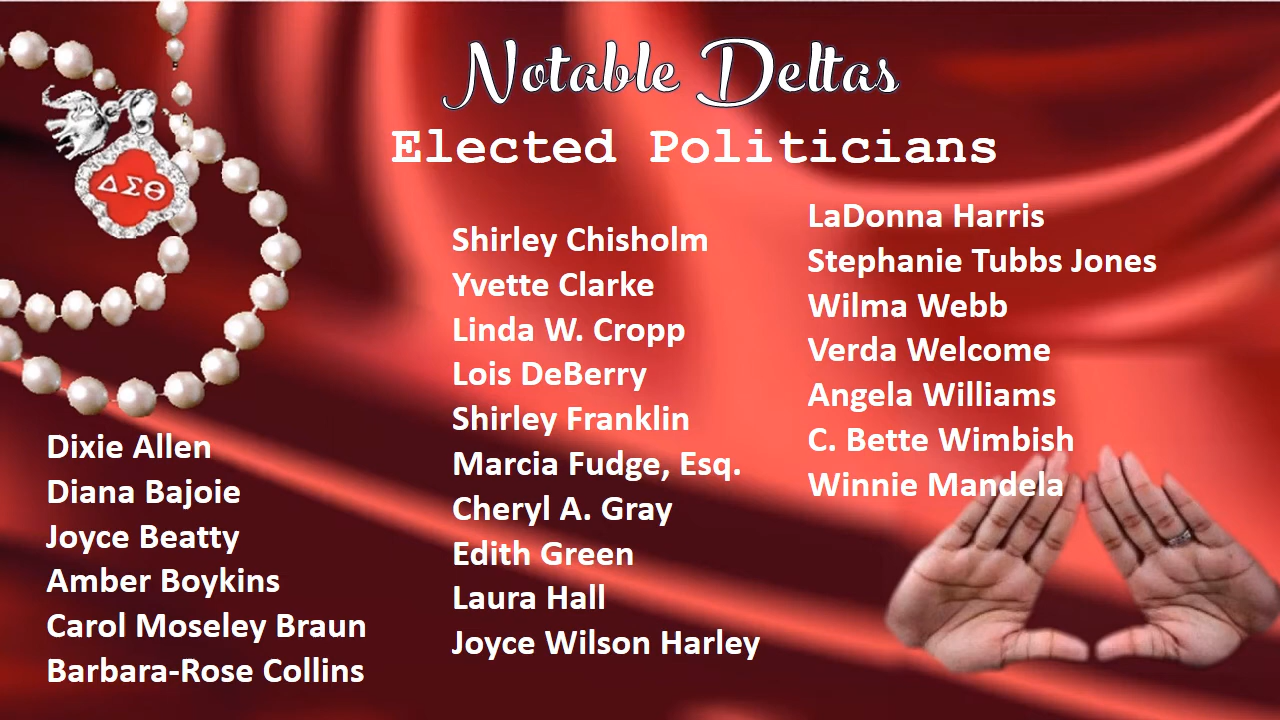 Notable Deltas
Elected Politicians
ΔΣΘ
Dixie Allen
Diana Bajoie
Joyce Beatty
Amber Boykins
Carol Moseley Braun
Barbara-Rose Collins
Shirley Chisholm
Yvette Clarke
Linda W. Cropp
Lois DeBerry
Shirley Franklin
Marcia Fudge, Esq.
Cheryl A. Gray
Edith Green
Laura Hall
Joyce Wilson Harley
LaDonna Harris
Stephanie Tubbs Jones
Wilma Webb
Verda Welcome
Angela Williams
C. Bette Wimbish
Winnie Mandela